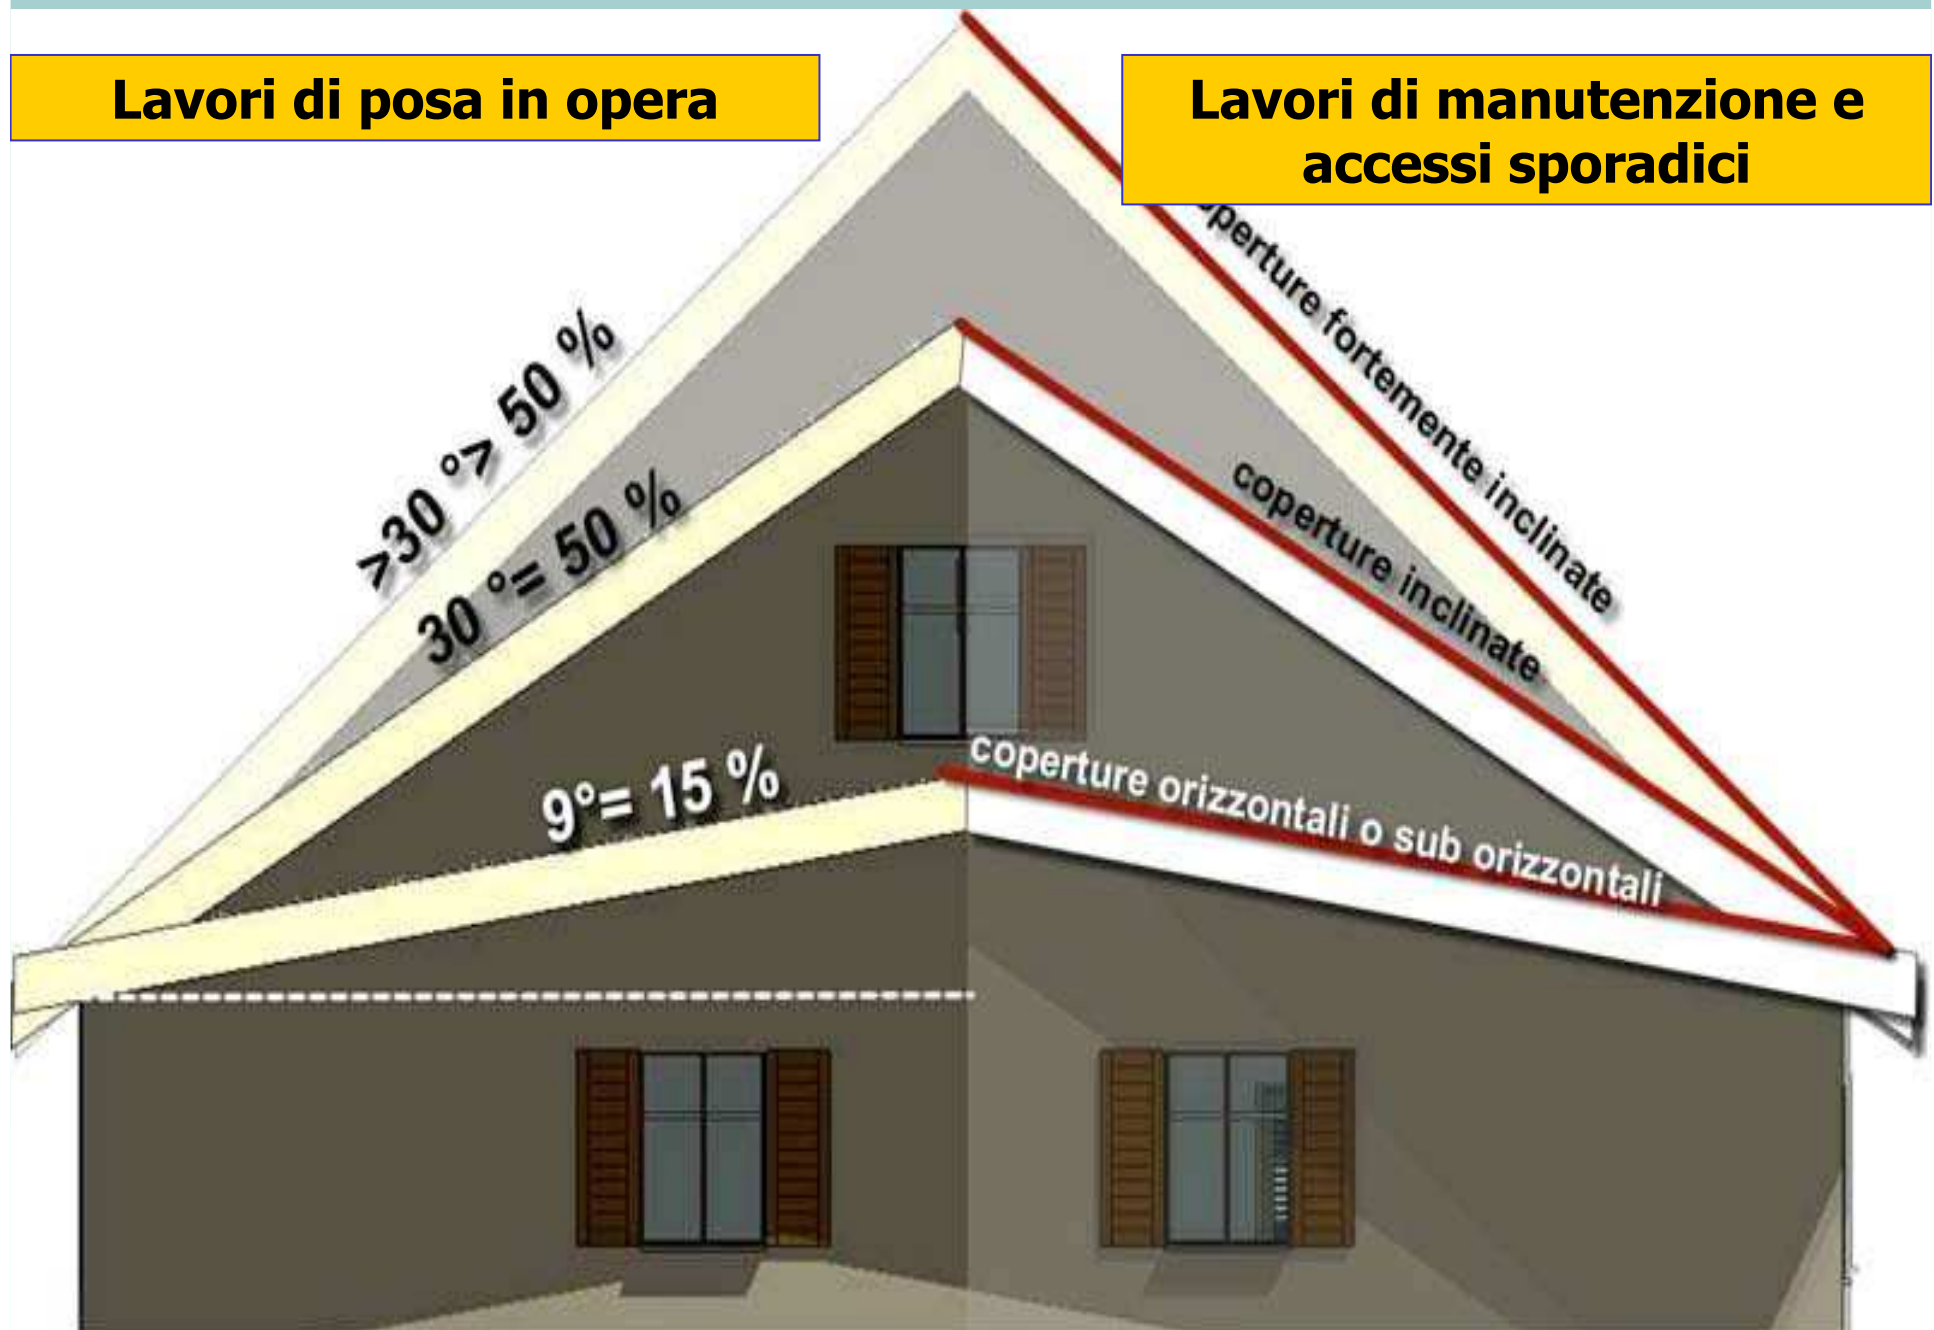 Lavori di posa in opera
Lavori di manutenzione e
accessi sporadici
>30 °> 50 %
30 °= 50 %
9°= 15 %
fortemente inclinate
coperture inclinate
coperture orizzontali o sub orizzontali